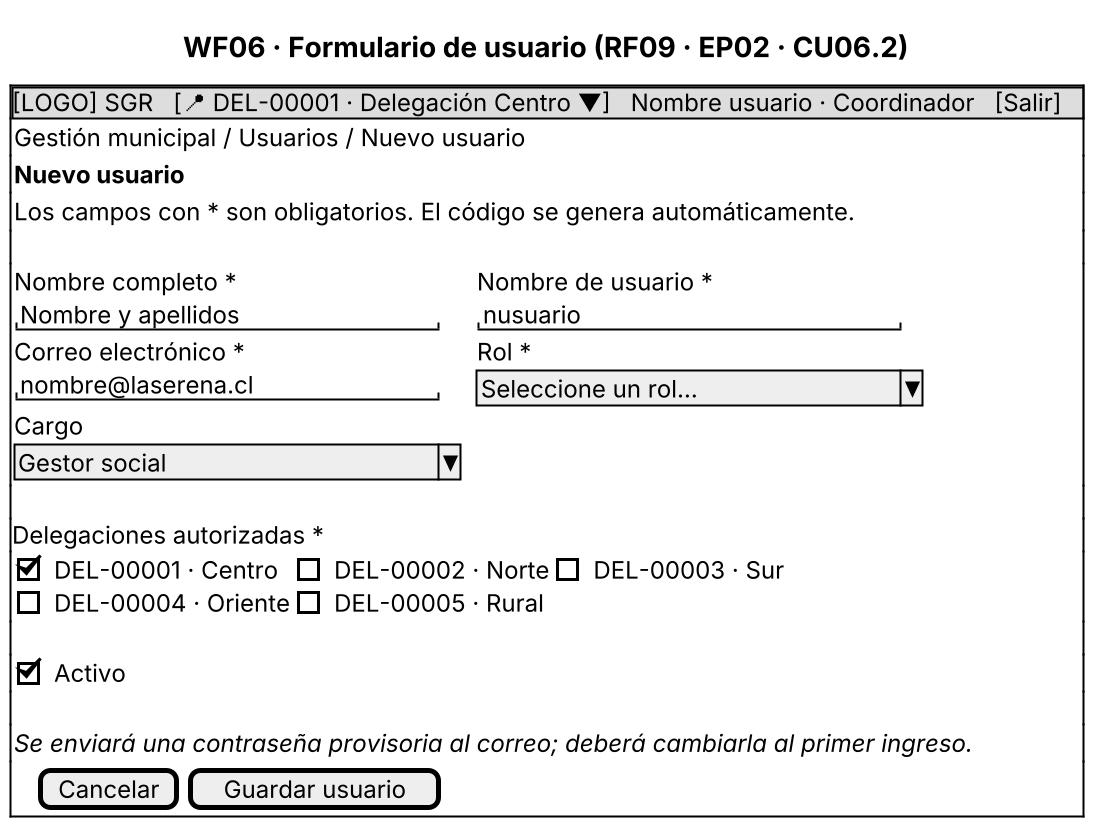 WF06 · Formulario de usuario (RF09 · EP02 · CU06.2)
[LOGO] SGR [📍 DEL-00001 · Delegación Centro ▼] Nombre usuario · Coordinador [Salir]
Gestión municipal / Usuarios / Nuevo usuario
Nuevo usuario
Los campos con * son obligatorios. El código se genera automáticamente.
Nombre completo * Nombre de usuario *
Nombre y apellidos nusuario
Correo electrónico * Rol *
nombre@laserena.cl Seleccione un rol... ▼
Cargo
Gestor social ▼
Delegaciones autorizadas *
DEL-00001 · Centro DEL-00002 · Norte DEL-00003 · Sur
DEL-00004 · Oriente DEL-00005 · Rural
Activo
Se enviará una contraseña provisoria al correo; deberá cambiarla al primer ingreso.
Cancelar Guardar usuario